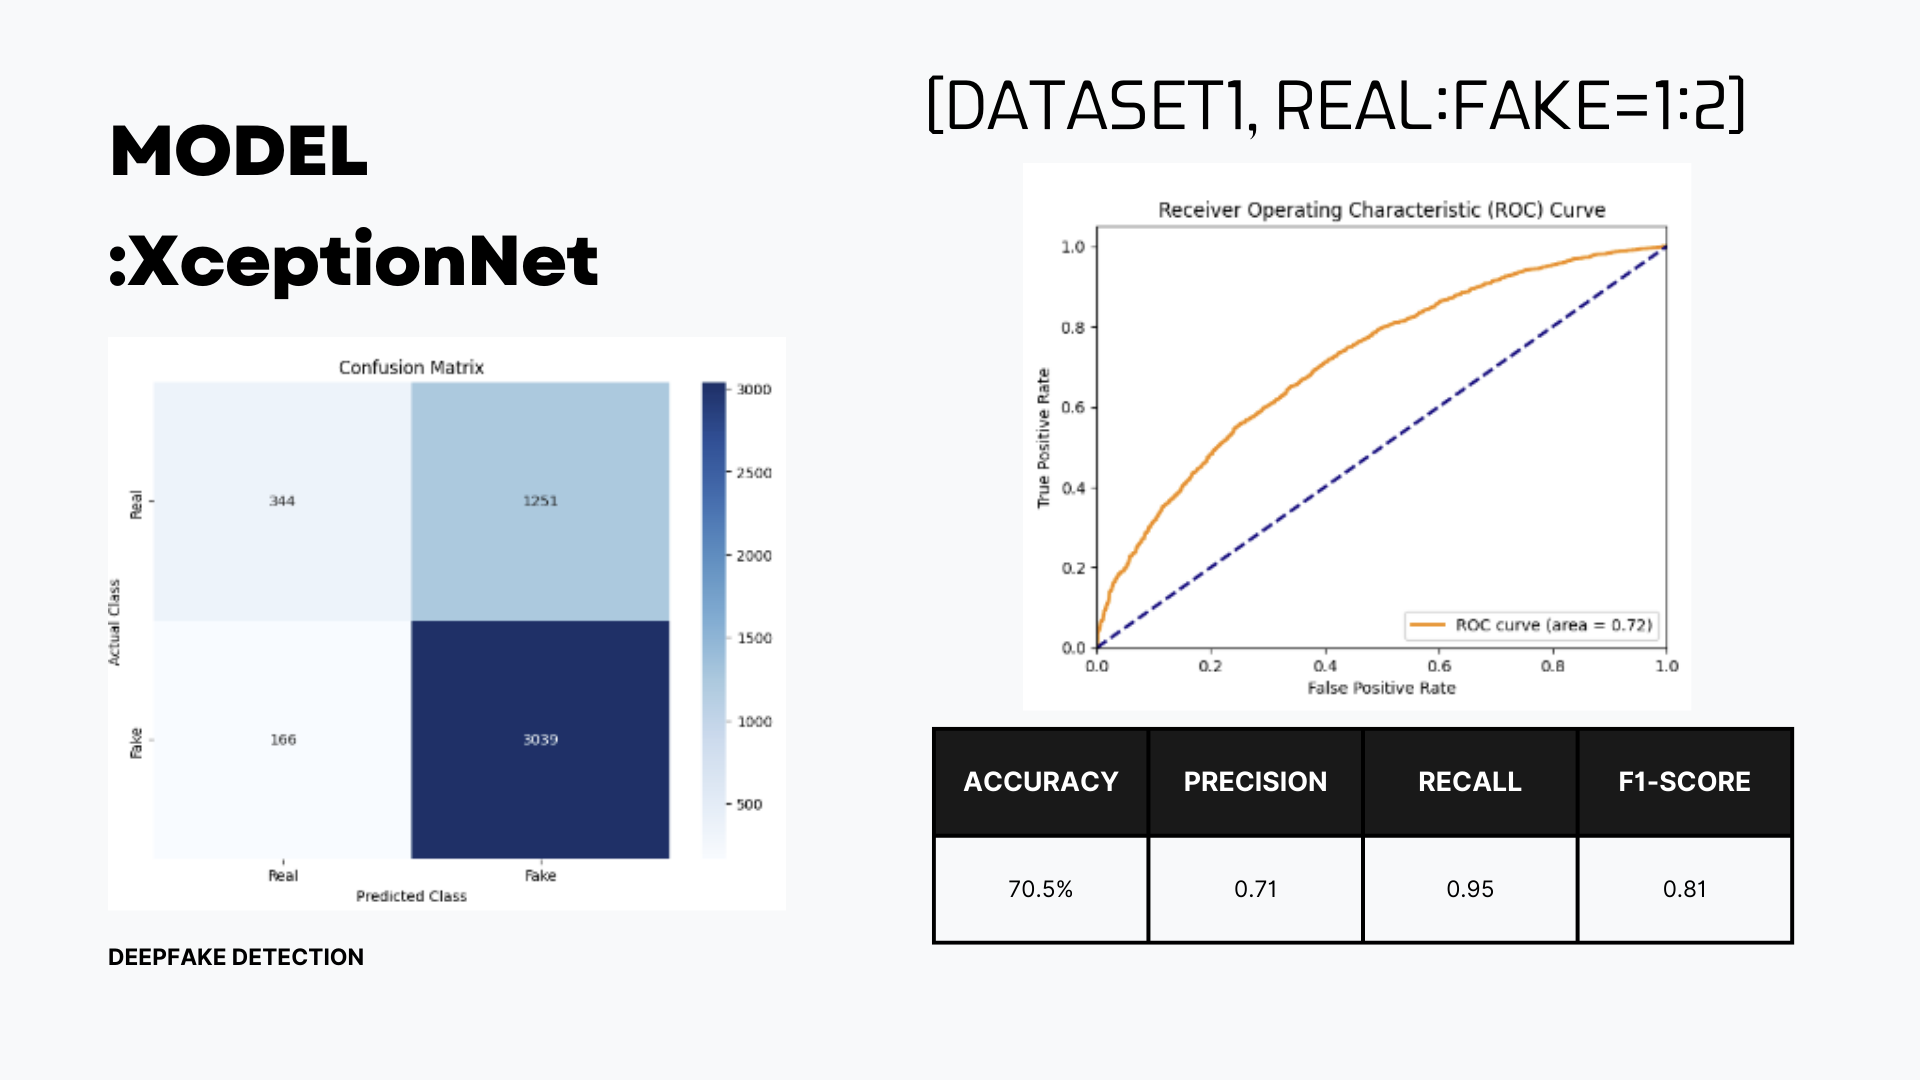 MODEL
:XceptionNet
[DATASET1, REAL:FAKE=1:2]
Confusion Matrix
3000
2500
2000
1500
1000
500
Actual Class
Real
344
1251
Fake
166
3039
Real
Fake
Predicted Class
DEEPFAKE DETECTION
Receiver Operating Characteristic (ROC) Curve
True Positive Rate
1.0
0.8
0.6
0.4
0.2
0.0
ROC curve (area = 0.72)
0.0 0.2 0.4 0.6 0.8 1.0
False Positive Rate
ACCURACY PRECISION RECALL F1-SCORE
70.5% 0.71 0.95 0.81